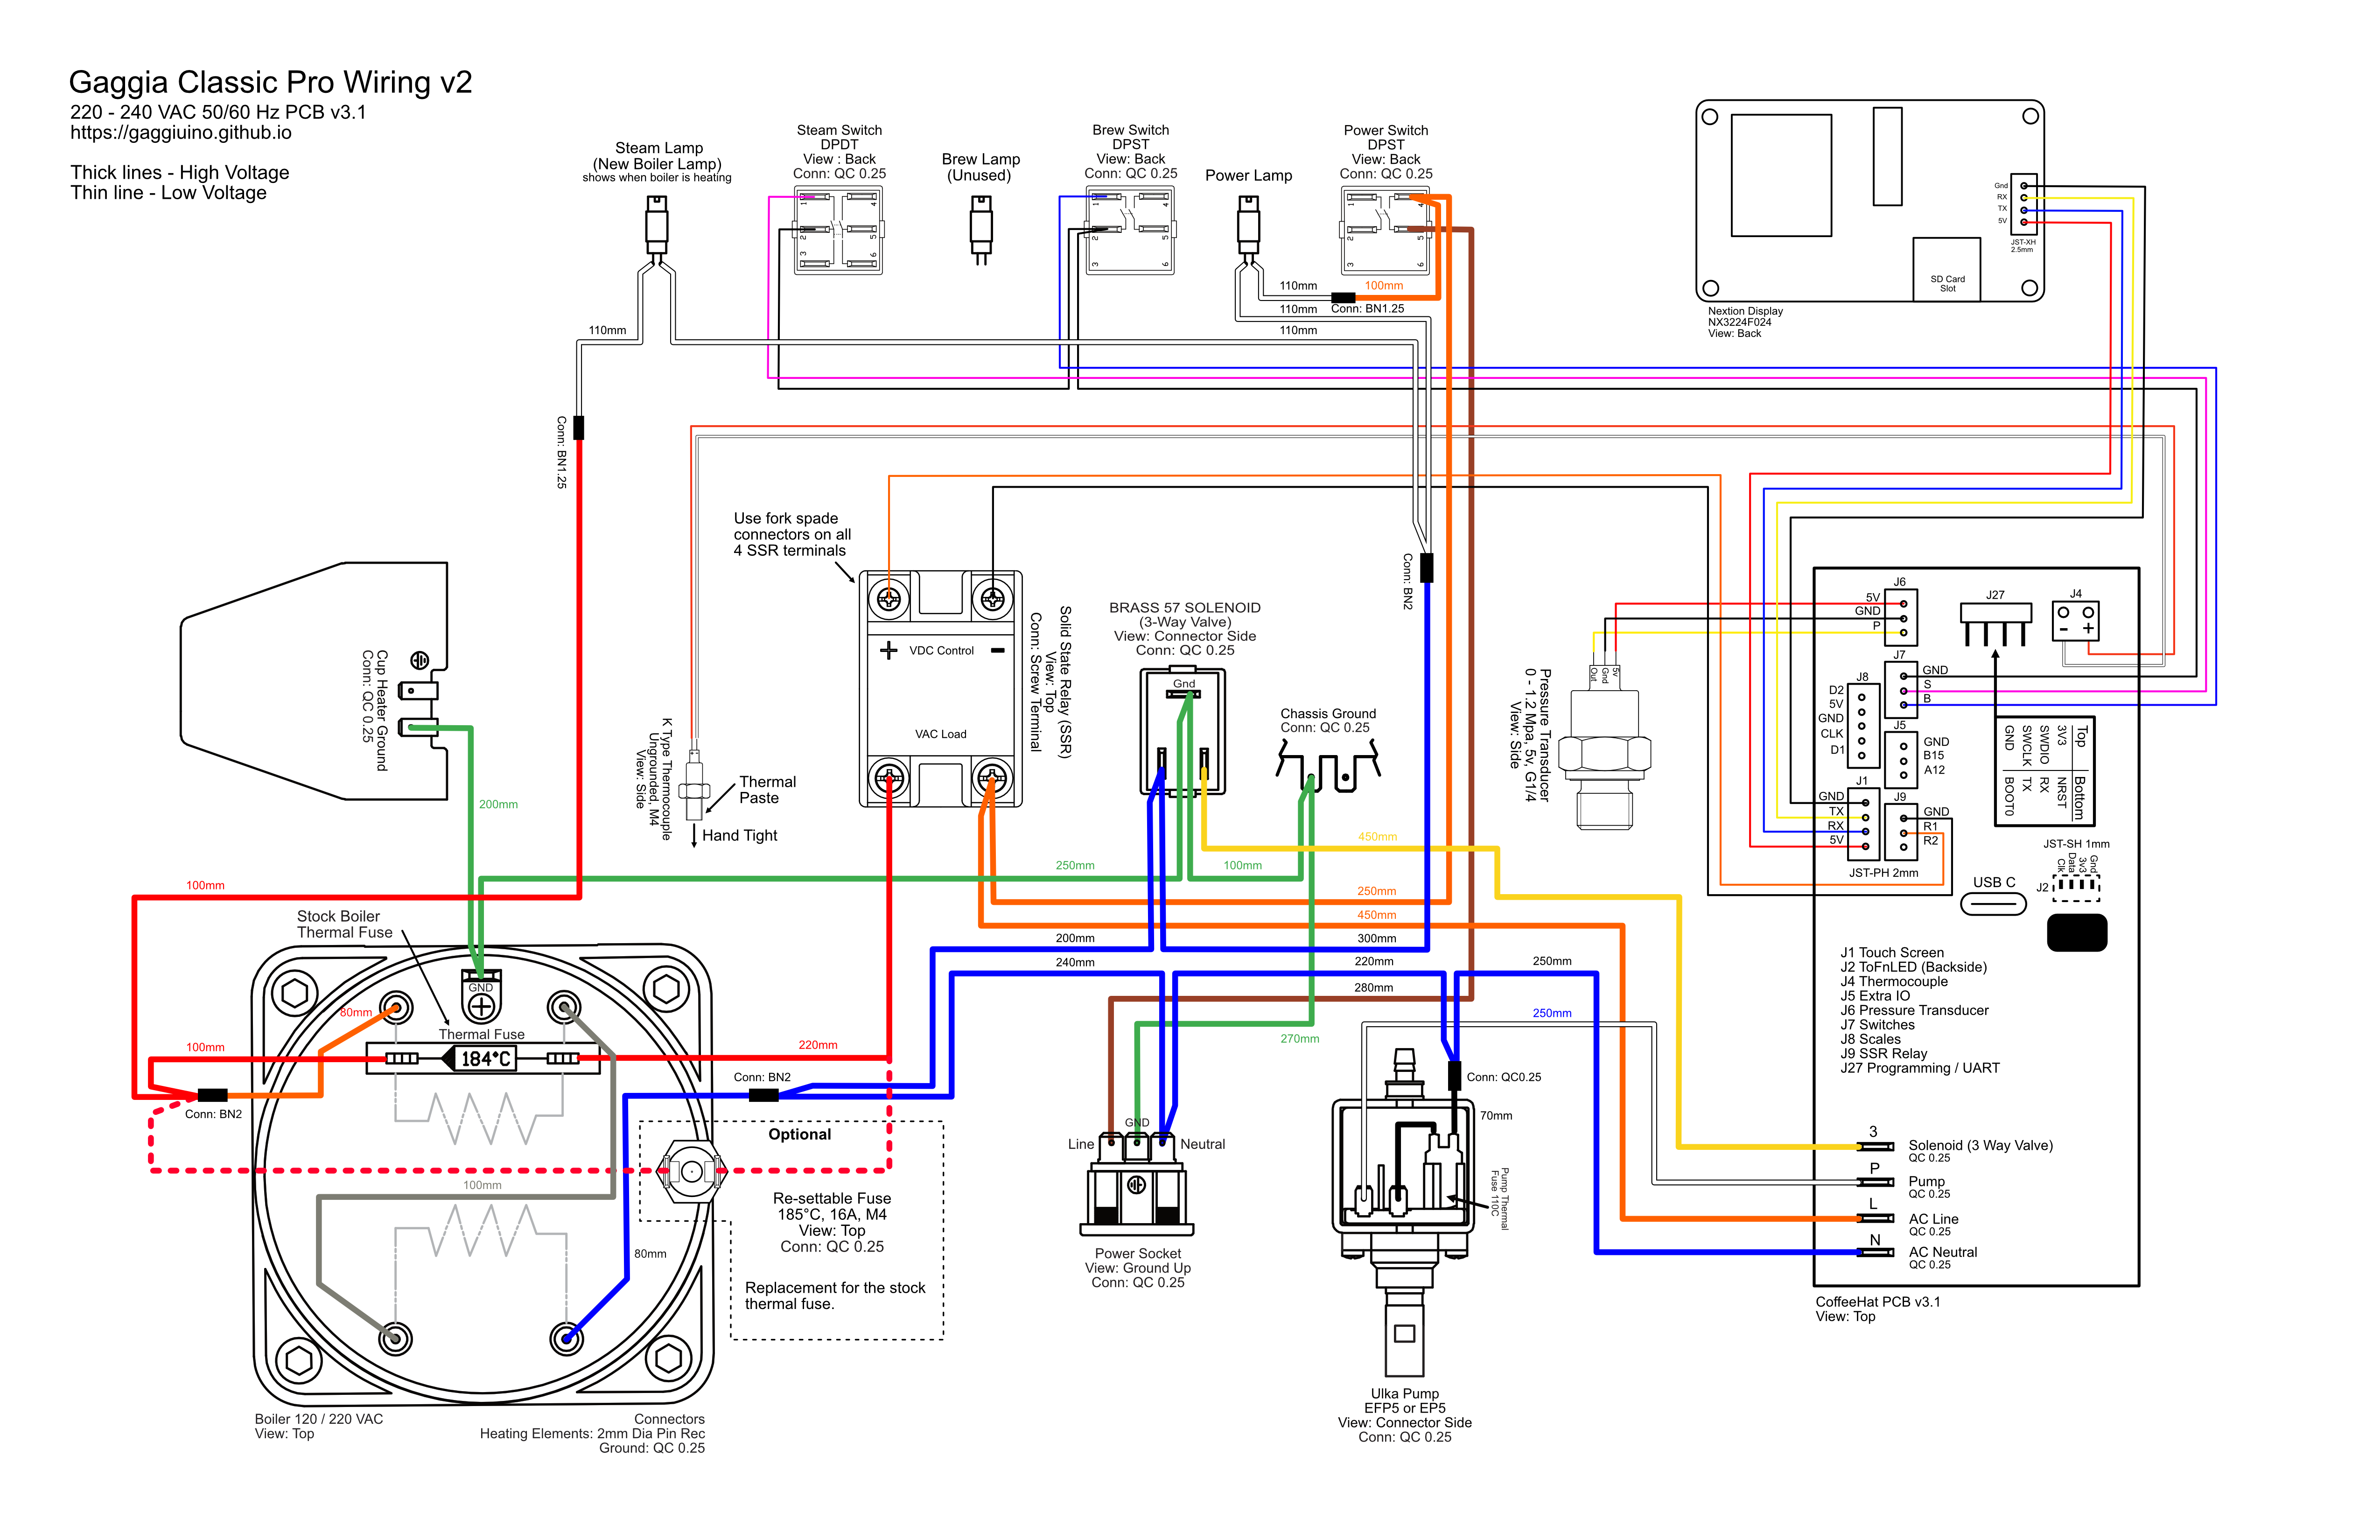 Gaggia Classic Pro Wiring v2
220 - 240 VAC 50/60 Hz PCB v3.1
https://gaggiuino.github.io
Thick lines - High Voltage
Thin line - Low Voltage
Steam Lamp
(New Boiler Lamp)
shows when boiler is heating
Steam Switch
DPDT
View : Back
Conn: QC 0.25
1
2
3
4
5
6
Brew Lamp
(Unused)
Brew Switch
DPST
View: Back
Conn: QC 0.25
1
2
3
4
5
6
Power Lamp
Power Switch
DPST
View: Back
Conn: QC 0.25
1
2
3
4
5
6
110mm
100mm
Conn: BN1.25
110mm
110mm
110mm
Gnd
RX
TX
5V
JST-XH
2.5mm
SD Card
Slot
Nextion Display
NX3224F024
View: Back
Conn: BN1.25
Use fork spade
connectors on all
4 SSR terminals
VDC Control
VAC Load
Solid State Relay (SSR)
View: Top
Conn: Screw Terminal
BRASS 57 SOLENOID
(3-Way Valve)
View: Connector Side
Conn: QC 0.25
Gnd
Conn: BN2
Chassis Ground
Conn: QC 0.25
Out
Gnd
5v
Pressure Transducer
0 - 1.2 Mpa, 5v, G1/4
View: Side
Cup Heater Ground
Conn: QC 0.25
200mm
K Type Thermocouple
Ungrounded, M4
View: Side
Thermal
Paste
Hand Tight
J6
5V
GND
P
J27
J4
- +
J7
GND
S
B
J8
D2
5V
GND
CLK
D1
J5
GND
B15
A12
J1
GND
TX
RX
5V
J9
GND
R1
R2
JST-PH 2mm
Top
3V3
SWDIO
SWCLK
GND
Bottom
NRST
RX
TX
BOOT0
JST-SH 1mm
Gnd
3v3
Data
Clk
J2
USB C
J1 Touch Screen
J2 ToFnLED (Backside)
J4 Thermocouple
J5 Extra IO
J6 Pressure Transducer
J7 Switches
J8 Scales
J9 SSR Relay
J27 Programming / UART
3
Solenoid (3 Way Valve)
QC 0.25
P
Pump
QC 0.25
L
AC Line
QC 0.25
N
AC Neutral
QC 0.25
CoffeeHat PCB v3.1
View: Top
450mm
250mm
100mm
250mm
450mm
200mm
300mm
240mm
220mm
250mm
280mm
250mm
270mm
100mm
Stock Boiler
Thermal Fuse
GND
80mm
Thermal Fuse
184°C
100mm
220mm
Conn: BN2
Conn: BN2
100mm
80mm
Optional
Re-settable Fuse
185°C, 16A, M4
View: Top
Conn: QC 0.25
Replacement for the stock
thermal fuse.
Boiler 120 / 220 VAC
View: Top
Connectors
Heating Elements: 2mm Dia Pin Rec
Ground: QC 0.25
Line
GND
Neutral
Power Socket
View: Ground Up
Conn: QC 0.25
Conn: QC0.25
70mm
Pump Thermal
Fuse 110C
Ulka Pump
EFP5 or EP5
View: Connector Side
Conn: QC 0.25